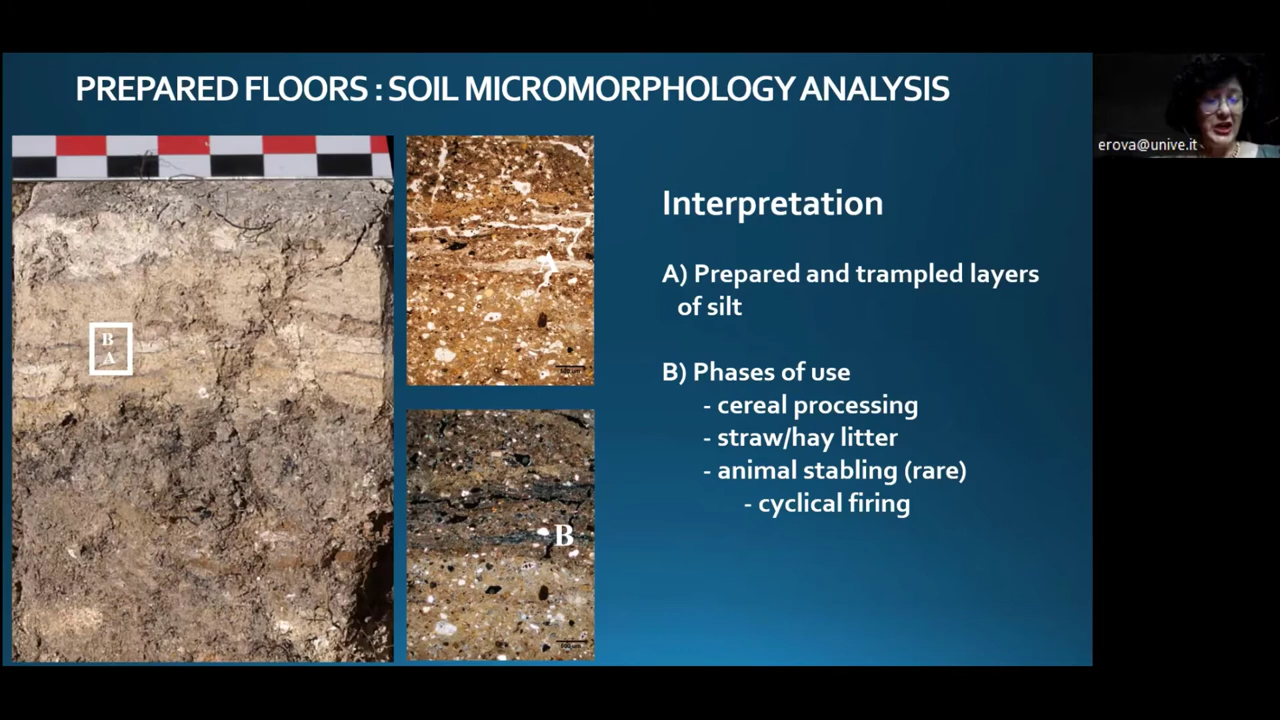 PREPARED FLOORS : SOIL MICROMORPHOLOGY ANALYSIS
erova@unive.it
B
A
A
B
Interpretation
A) Prepared and trampled layers
of silt
B) Phases of use
- cereal processing
- straw/hay litter
- animal stabling (rare)
- cyclical firing